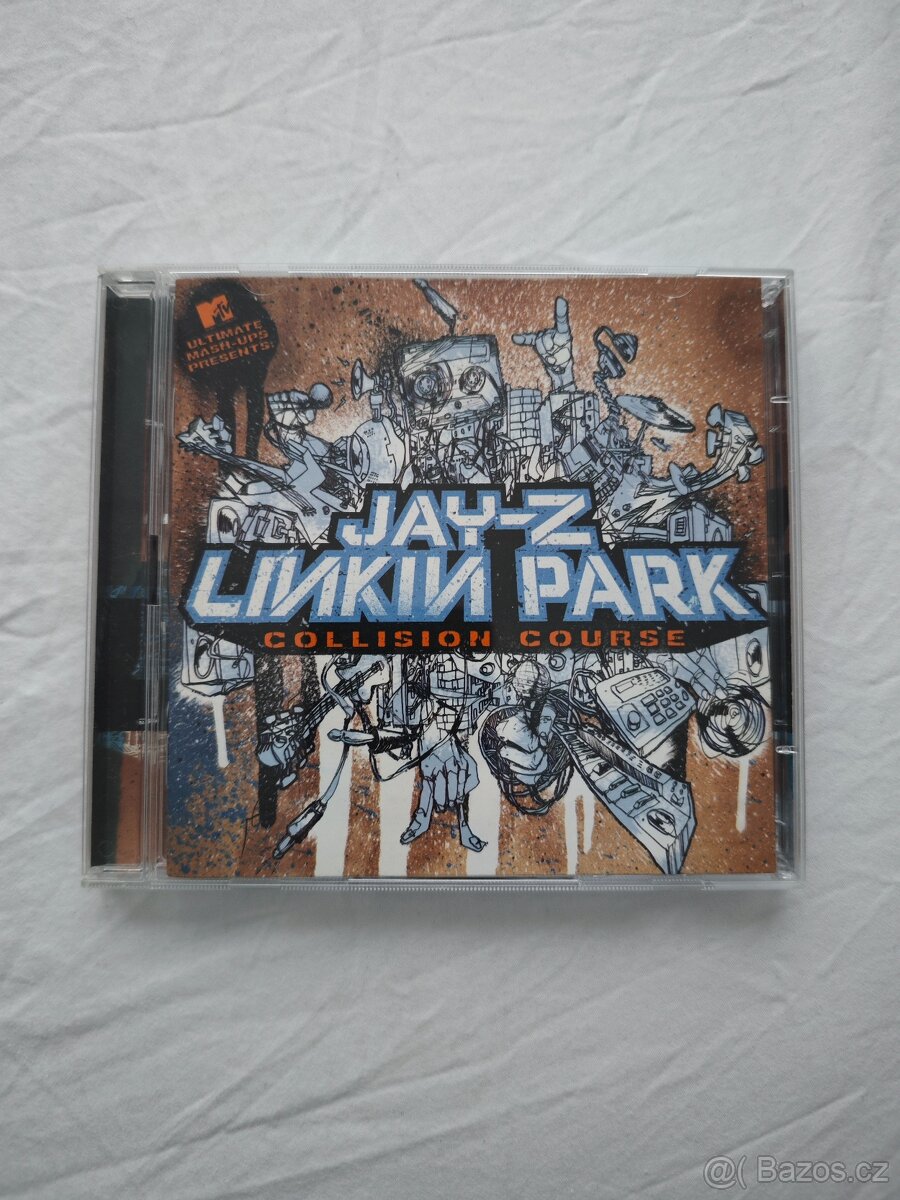 MTV
ULTIMATE
MASH-UPS
PRESENTS:
JAY-Z
LINKIN PARK
COLLISION COURSE
@( Bazos.cz